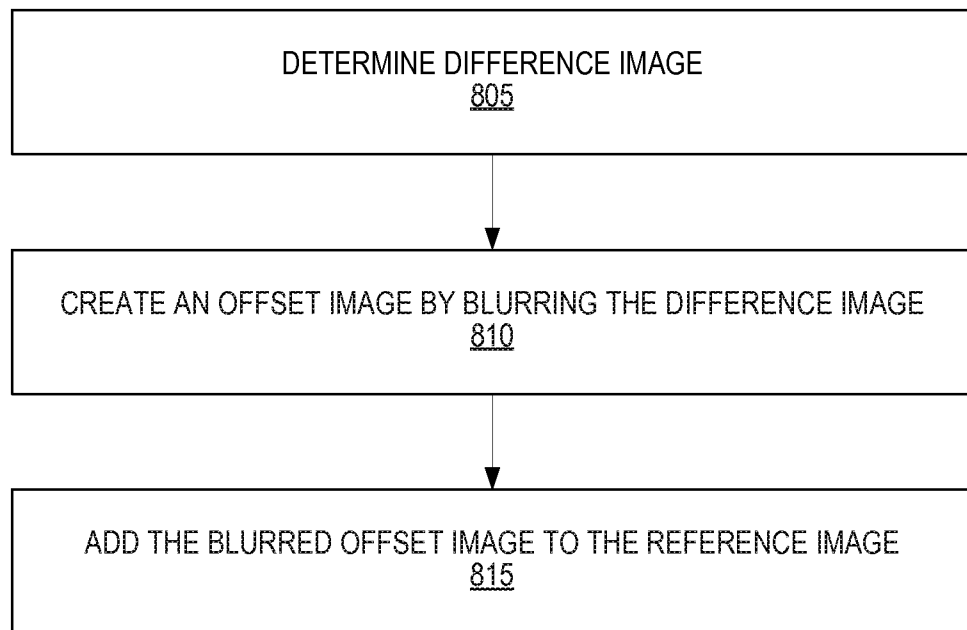 DETERMINE DIFFERENCE IMAGE
805
CREATE AN OFFSET IMAGE BY BLURRING THE DIFFERENCE IMAGE
810
ADD THE BLURRED OFFSET IMAGE TO THE REFERENCE IMAGE
815